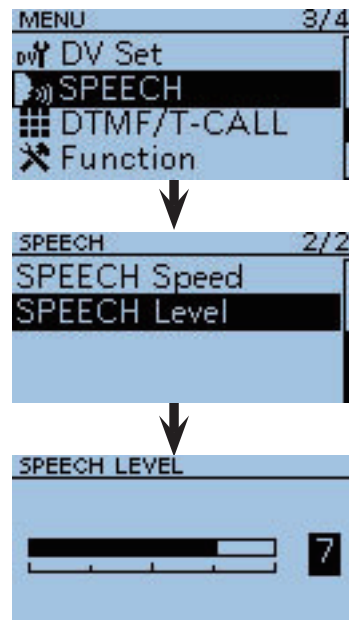 MENU 3/4
DV DV Set
SPEECH
DTMF/T-CALL
Function
SPEECH 2/2
SPEECH Speed
SPEECH Level
SPEECH LEVEL
7